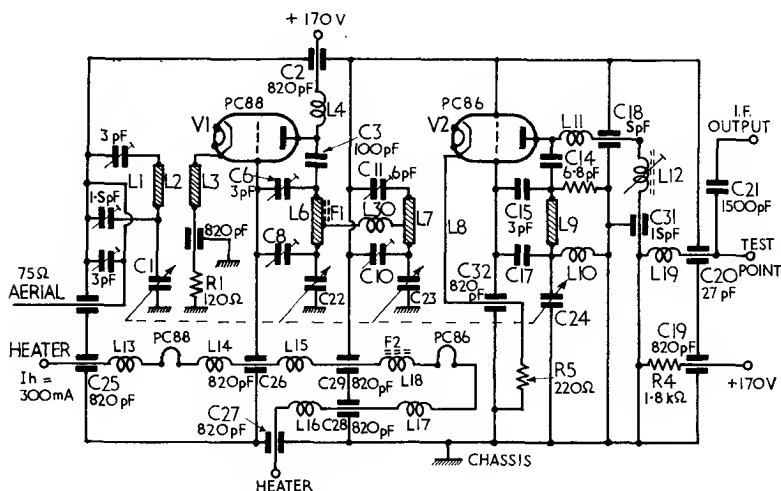 +170V
C2
820pF
L4
PC88
V1
C3
100pF
PC86
V2
L11
C18
5pF
I.F.
OUTPUT
3pF
L1
L2
L3
C6
3pF
C11
6pF
C14
6·8pF
L12
C21
1500pF
1·5pF
L6
F1
L30
L7
L8
C15
3pF
L9
C31
15pF
3pF
820pF
C8
C10
C17
L10
L19
TEST
POINT
75Ω
AERIAL
C1
R1
120Ω
C22
C23
C32
820
pF
C24
C20
27pF
HEATER
Ih =
300mA
L13
PC88
L14
L15
F2
L18
PC86
C19
820pF
C25
820pF
820pF
C26
C29
820pF
R5
220Ω
R4
1·8kΩ
+170V
C27
820pF
L16
C28
820pF
L17
CHASSIS
HEATER